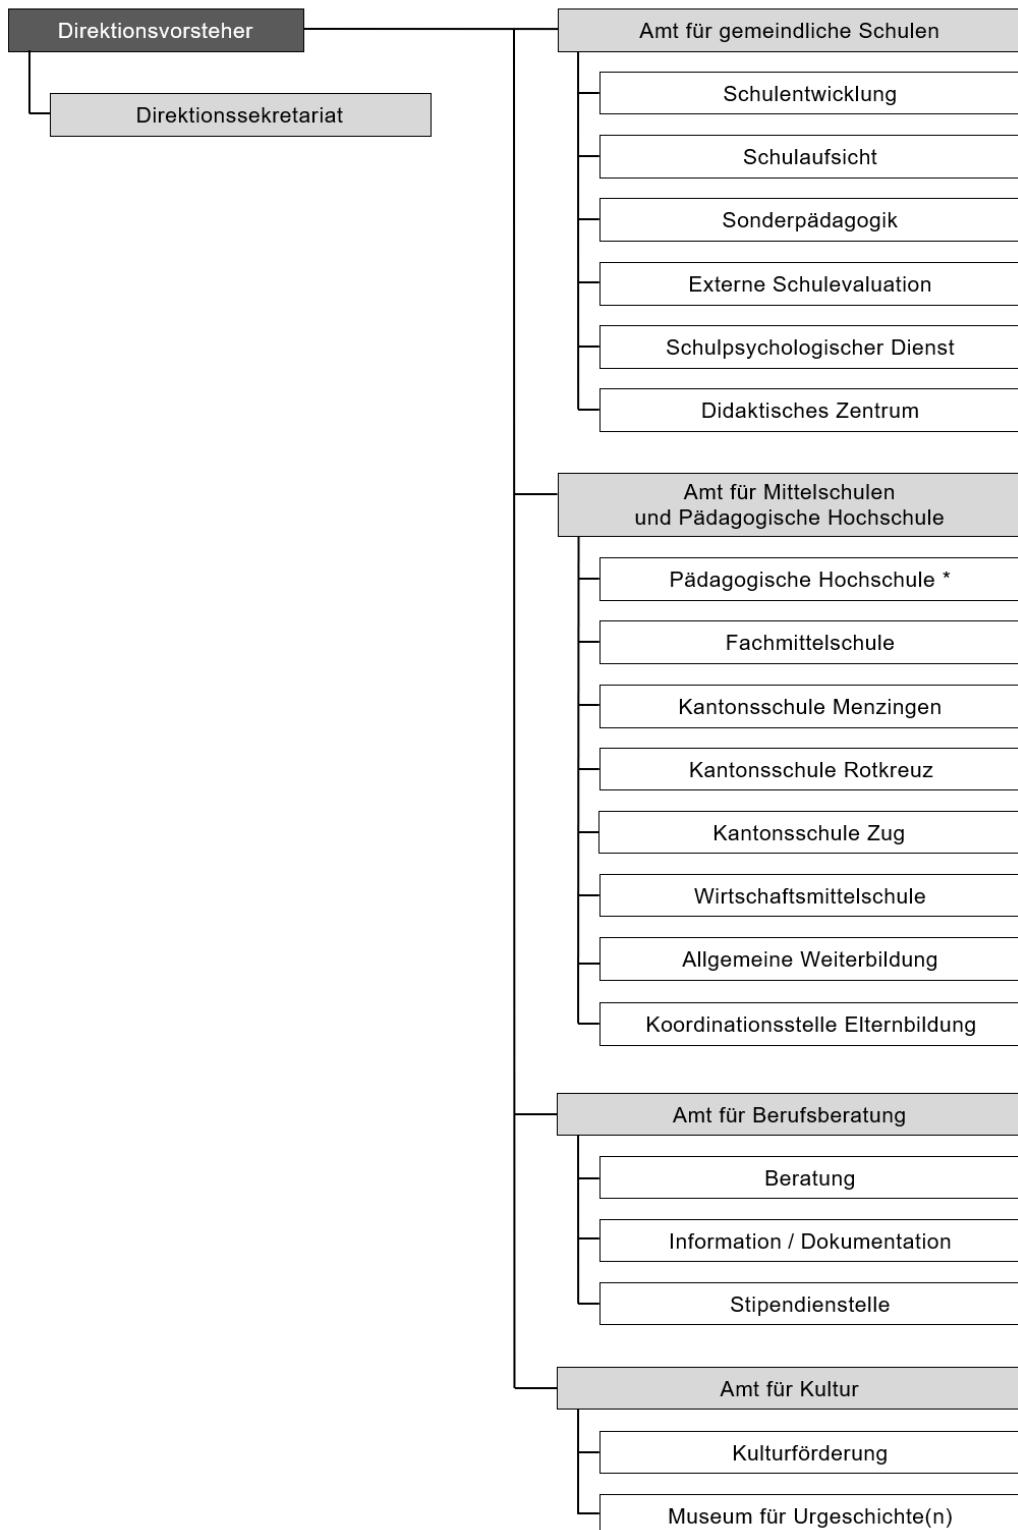 Direktionsvorsteher
Direktionssekretariat
Amt für gemeindliche Schulen
Schulentwicklung
Schulaufsicht
Sonderpädagogik
Externe Schulevaluation
Schulpsychologischer Dienst
Didaktisches Zentrum
Amt für Mittelschulen
und Pädagogische Hochschule
Pädagogische Hochschule *
Fachmittelschule
Kantonsschule Menzingen
Kantonsschule Rotkreuz
Kantonsschule Zug
Wirtschaftsmittelschule
Allgemeine Weiterbildung
Koordinationsstelle Elternbildung
Amt für Berufsberatung
Beratung
Information / Dokumentation
Stipendienstelle
Amt für Kultur
Kulturförderung
Museum für Urgeschichte(n)